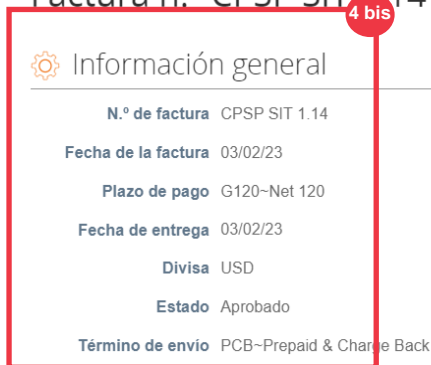 4 bis
Información general
N.º de factura CPSP SIT 1.14
Fecha de la factura 03/02/23
Plazo de pago G120~Net 120
Fecha de entrega 03/02/23
Divisa USD
Estado Aprobado
Término de envío PCB~Prepaid & Charge Back